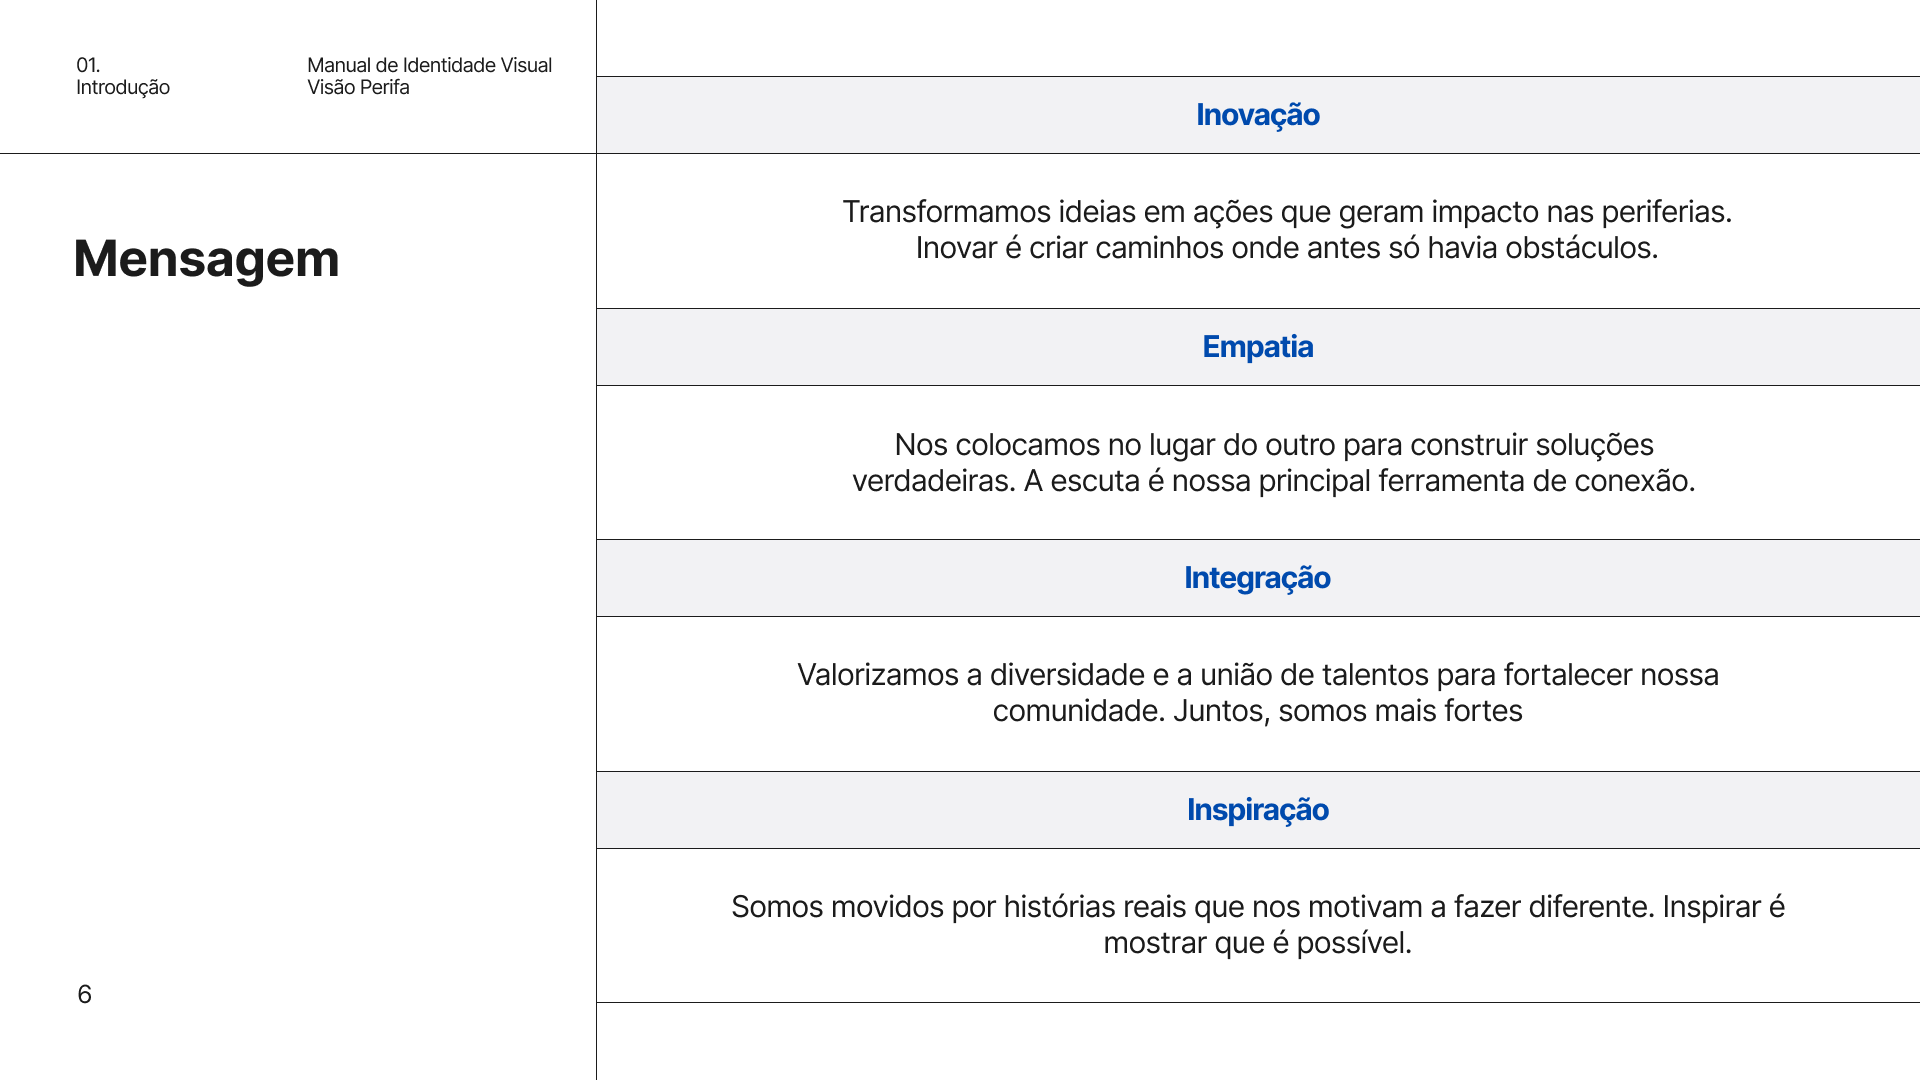 01.
Introdução
Manual de Identidade Visual
Visão Perifa
Mensagem
Inovação
Transformamos ideias em ações que geram impacto nas periferias.
Inovar é criar caminhos onde antes só havia obstáculos.
Empatia
Nos colocamos no lugar do outro para construir soluções
verdadeiras. A escuta é nossa principal ferramenta de conexão.
Integração
Valorizamos a diversidade e a união de talentos para fortalecer nossa
comunidade. Juntos, somos mais fortes
Inspiração
Somos movidos por histórias reais que nos motivam a fazer diferente. Inspirar é
mostrar que é possível.
6